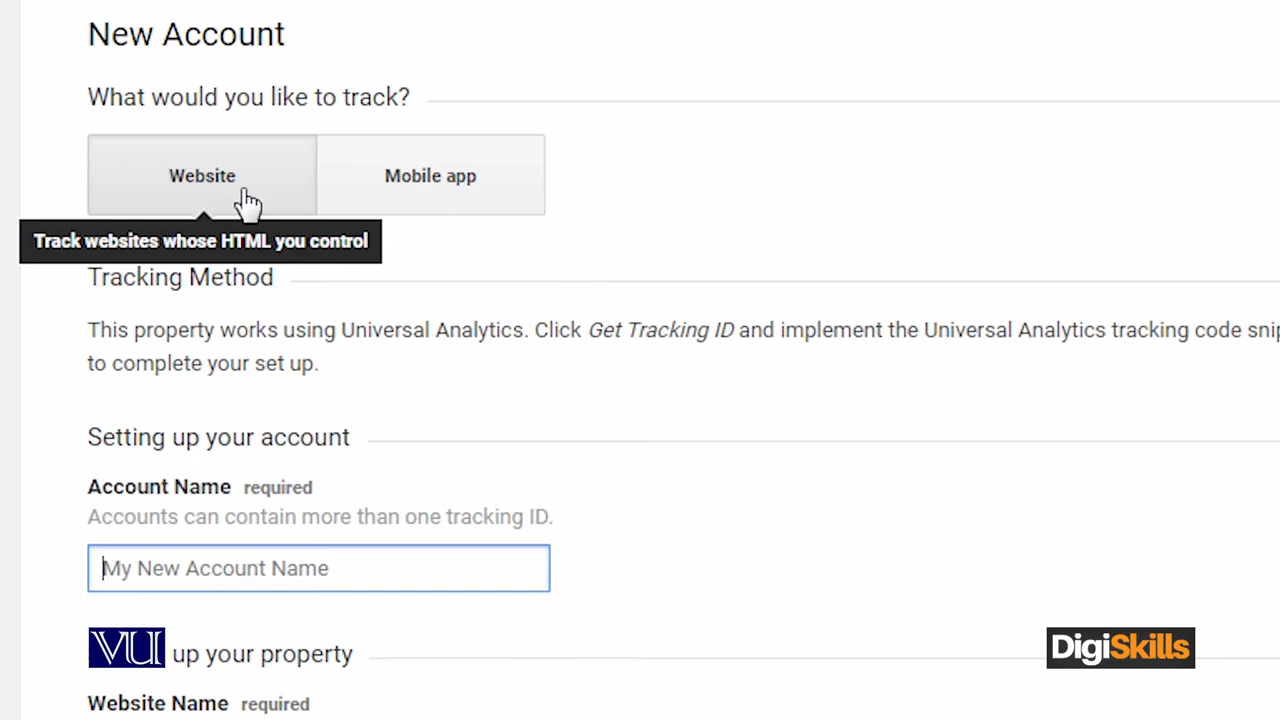 New Account
What would you like to track?
Website
Mobile app
Track websites whose HTML you control
Tracking Method
This property works using Universal Analytics. Click Get Tracking ID and implement the Universal Analytics tracking code snip
to complete your set up.
Setting up your account
Account Name required
Accounts can contain more than one tracking ID.
My New Account Name
VU up your property
DigiSkills
Website Name required